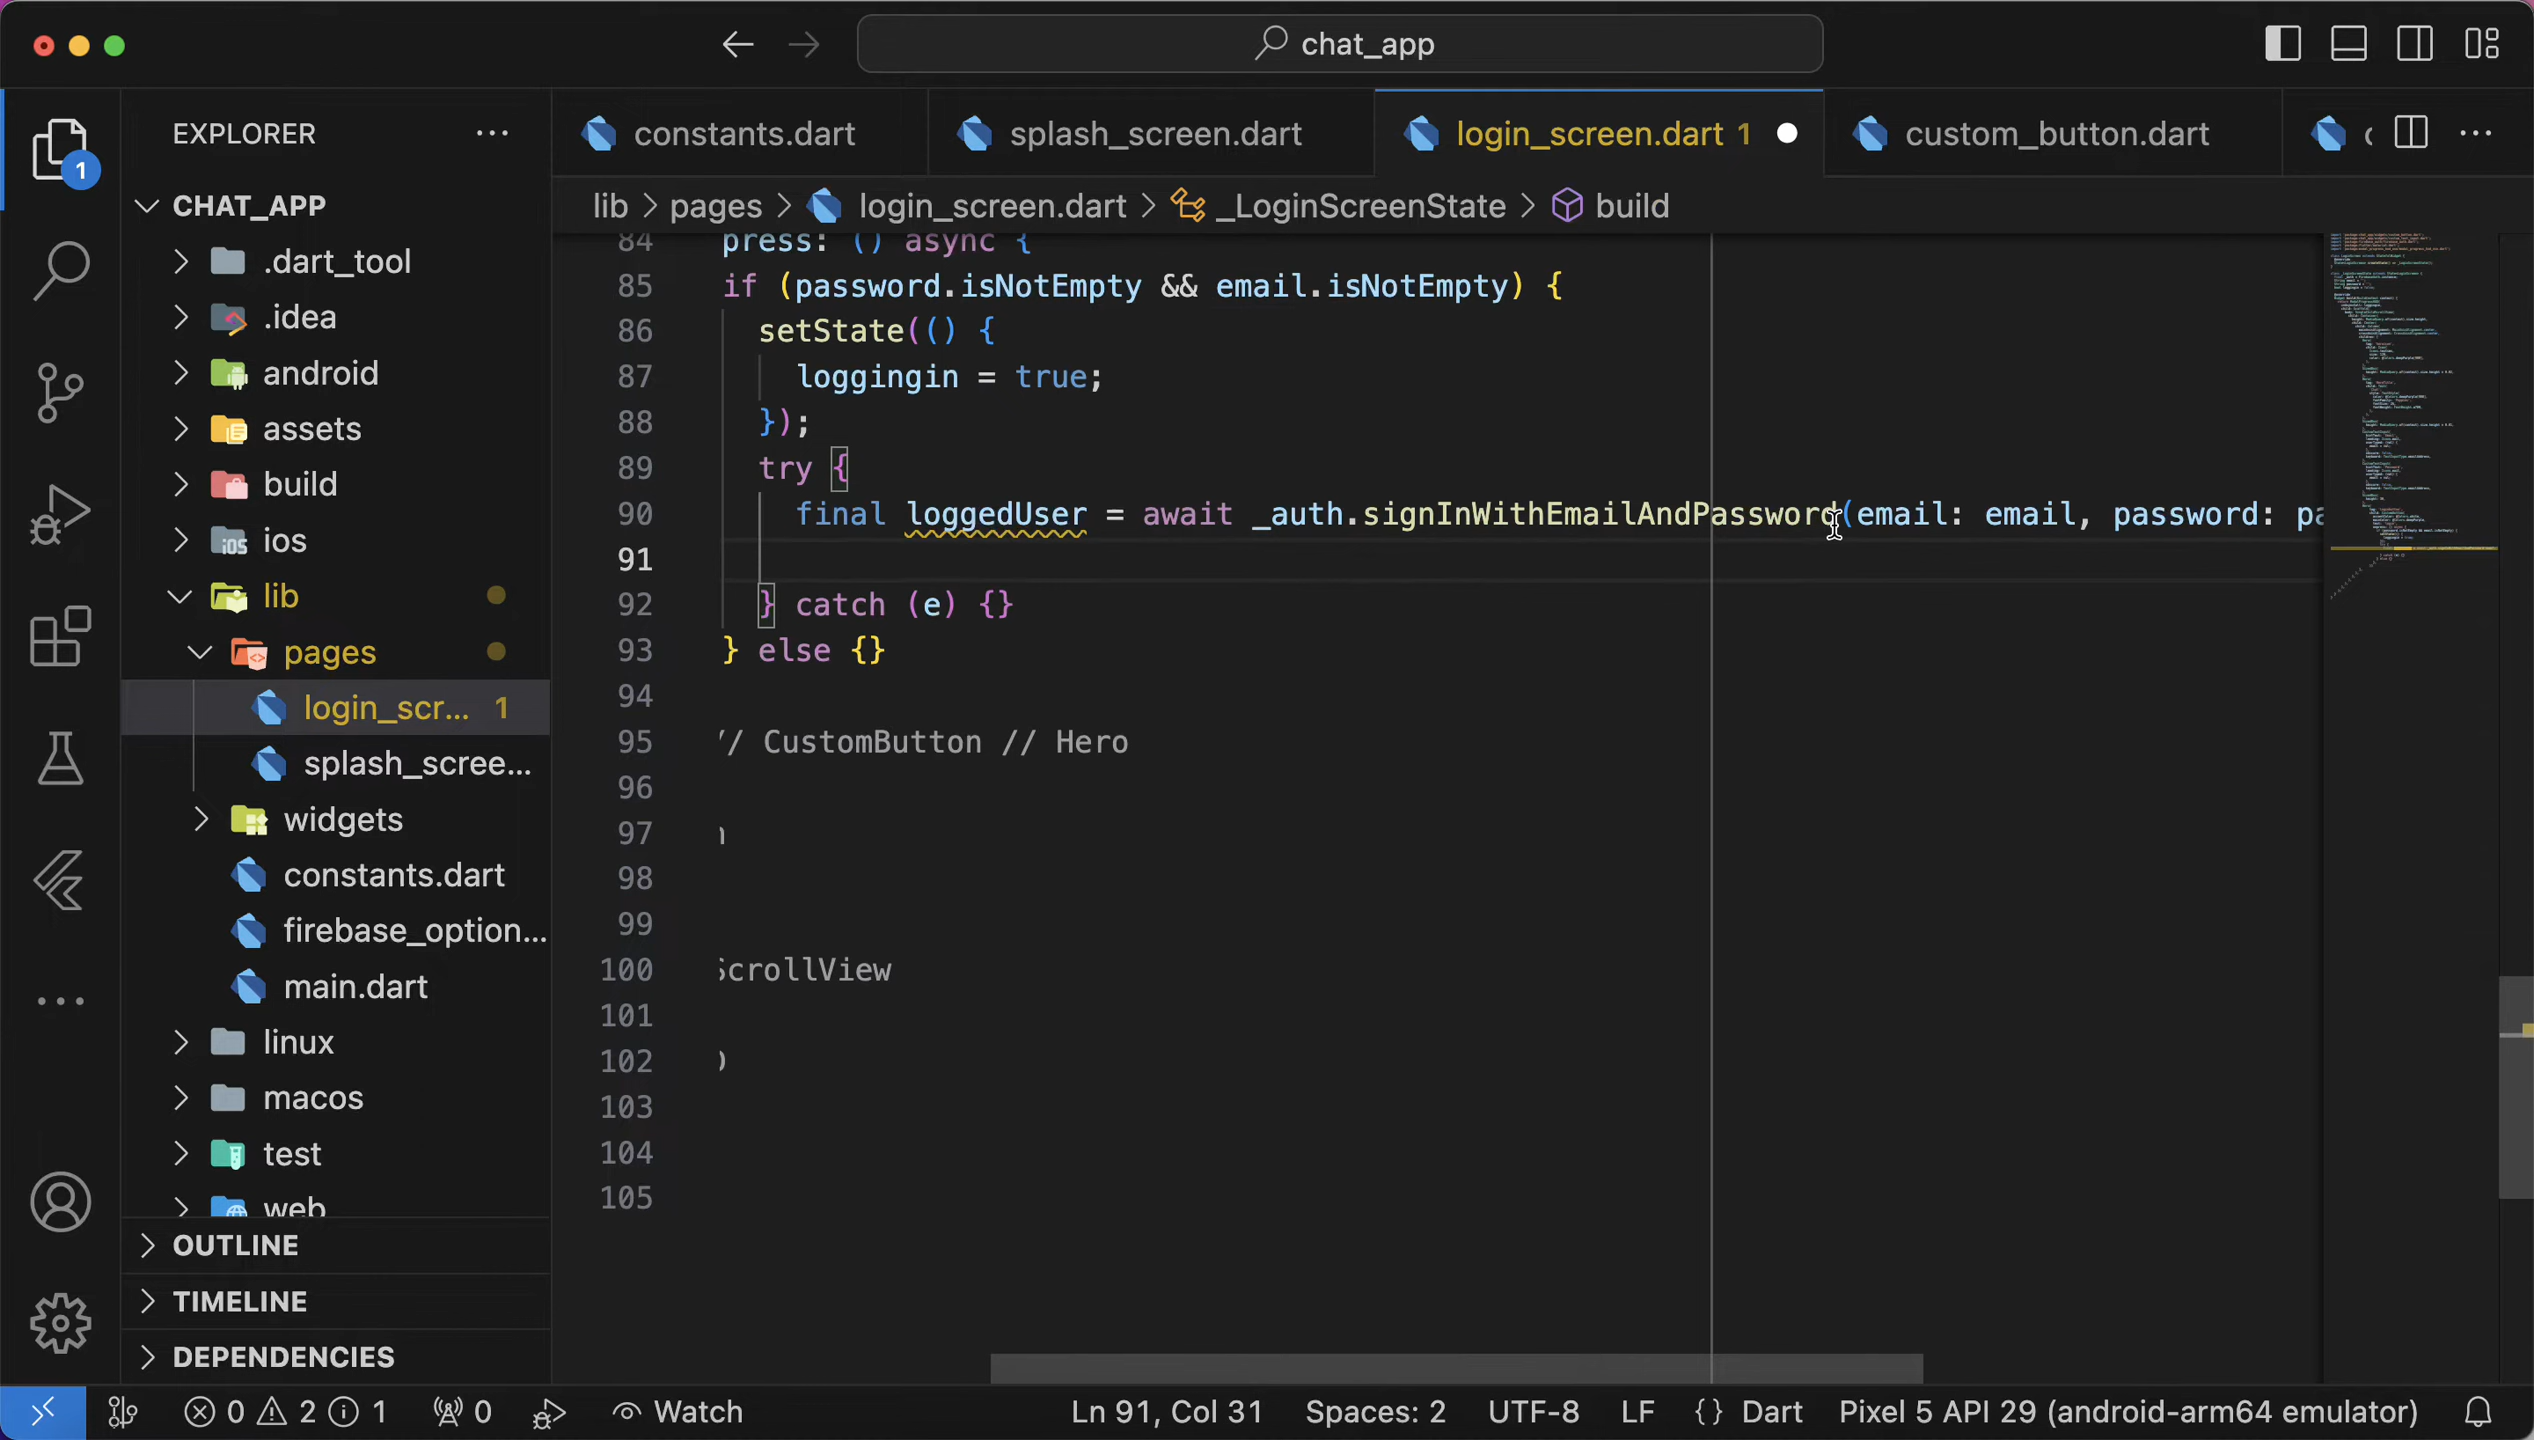 chat_app
EXPLORER
constants.dart
splash_screen.dart
login_screen.dart 1
custom_button.dart
lib > pages > login_screen.dart > _LoginScreenState > build
1
CHAT_APP
.dart_tool
.idea
android
assets
build
ios
lib
pages
login_scr... 1
splash_scree...
widgets
constants.dart
firebase_option...
main.dart
linux
macos
test
web
OUTLINE
TIMELINE
DEPENDENCIES
84 press: () async {
85 if (password.isNotEmpty && email.isNotEmpty) {
86 setState(() {
87 loggingin = true;
88 });
89 try {
90 final loggedUser = await _auth.signInWithEmailAndPassword(email: email, password: pa
91
92 } catch (e) {}
93 } else {}
94
95 // CustomButton // Hero
96
97
98
99
100 ScrollView
101
102
103
104
105
0 2 1 0 Watch Ln 91, Col 31 Spaces: 2 UTF-8 LF {} Dart Pixel 5 API 29 (android-arm64 emulator)